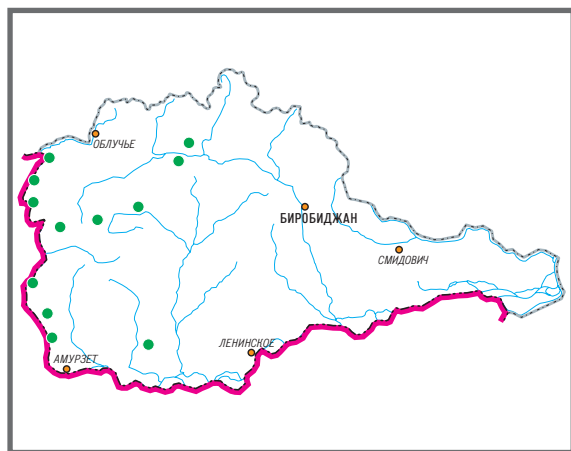 ОБЛУЧЬЕ
БИРОБИДЖАН
СМИДОВИЧ
ЛЕНИНСКОЕ
АМУРЗЕТ